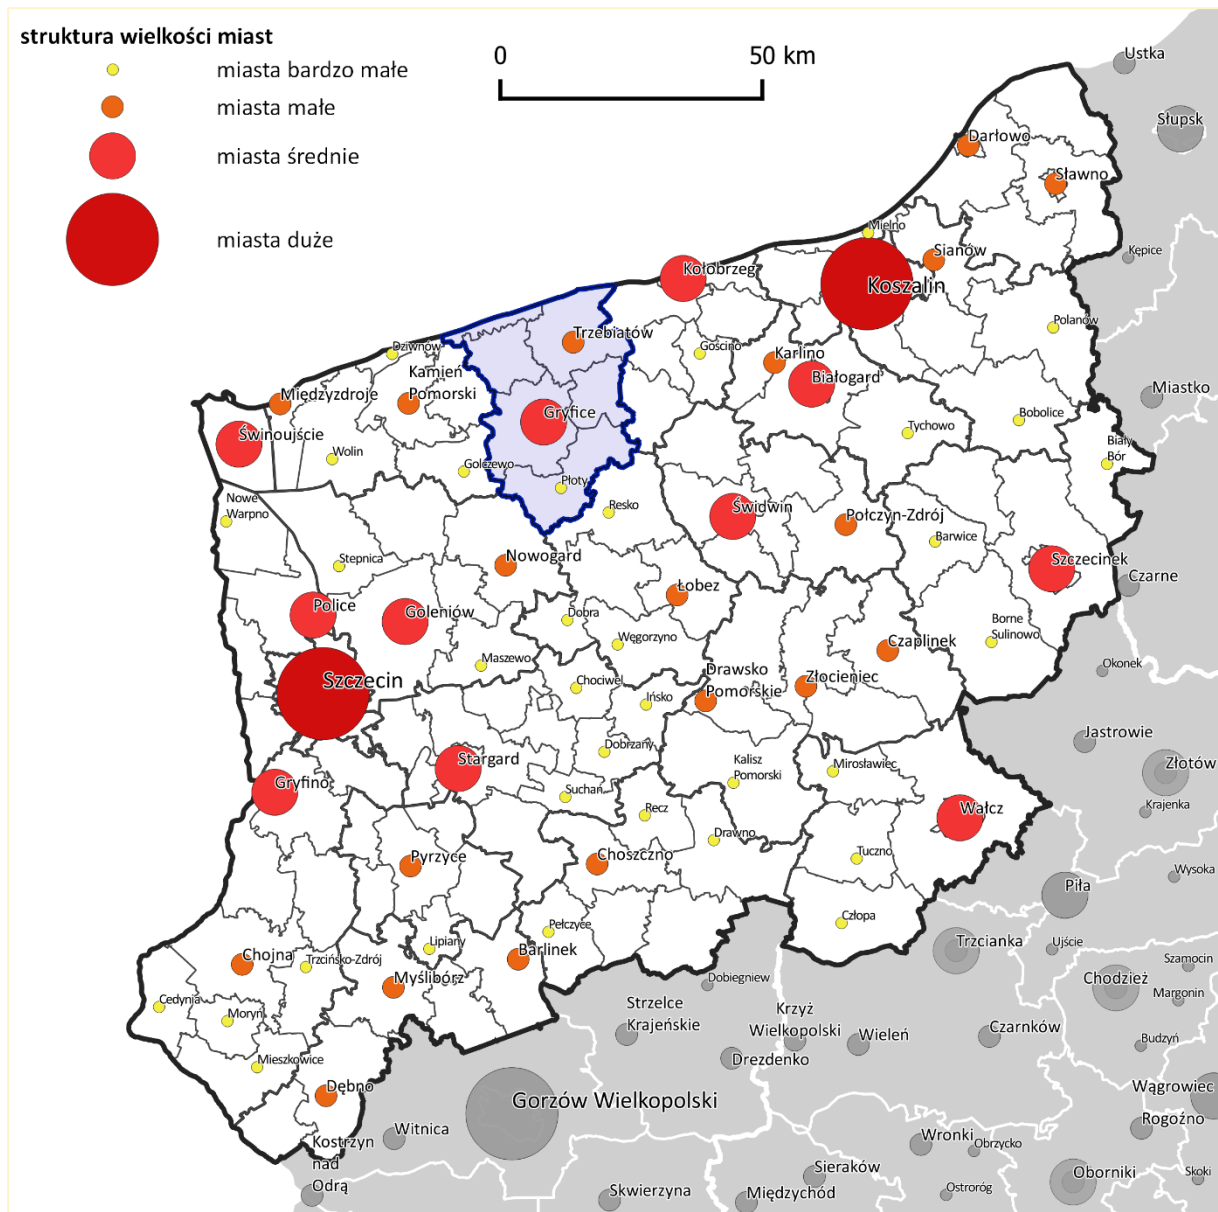 struktura wielkości miast
miasta bardzo małe
miasta małe
miasta średnie
miasta duże
0
50 km
Ustka
Słupsk
Darłowo
Sławno
Mielno
Sianów
Kępice
Kołobrzeg
Koszalin
Polanów
Trzebiatów
Dziwnów
Gościno
Karlino
Białogard
Kamień
Pomorski
Miastko
Międzyzdroje
Gryfice
Bobolice
Tychowo
Świnoujście
Wolin
Golczewo
Płoty
Biały
Bór
Nowe
Warpno
Resko
Świdwin
Połczyn-Zdrój
Barwice
Stepnica
Nowogard
Szczecinek
Czarne
Łobez
Police
Goleniów
Dobra
Węgorzyno
Borne
Sulinowo
Czaplinek
Maszewo
Okonek
Szczecin
Chociwel
Ińsko
Drawsko
Pomorskie
Złocieniec
Jastrowie
Dobrzany
Stargard
Kalisz
Pomorski
Mirosławiec
Złotów
Gryfino
Suchań
Recz
Wałcz
Krajenka
Drawno
Pyrzyce
Choszczno
Tuczno
Wysoka
Piła
Człopa
Pełczyce
Lipiany
Barlinek
Trzcianka
Ujście
Chojna
Trzcińsko-Zdrój
Szamocin
Myślibórz
Dobiegniew
Chodzież
Margonin
Cedynia
Moryń
Strzelce
Krajeńskie
Krzyż
Wielkopolski
Wieleń
Czarnków
Budzyń
Mieszkowice
Drezdenko
Dębno
Gorzów Wielkopolski
Wągrowiec
Rogoźno
Witnica
Kostrzyn
nad
Odrą
Wronki
Obrzycko
Sieraków
Oborniki
Skoki
Skwierzyna
Międzychód
Ostroróg